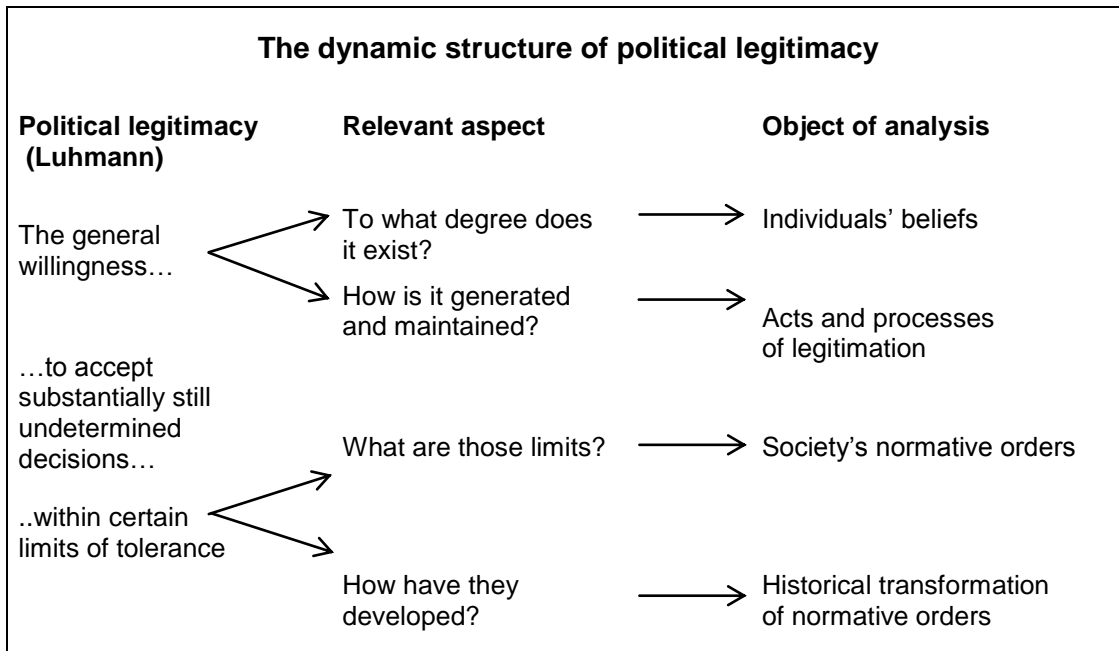 The dynamic structure of political legitimacy
Political legitimacy
(Luhmann)
Relevant aspect
Object of analysis
The general
willingness…
To what degree does
it exist?
Individuals’ beliefs
How is it generated
and maintained?
Acts and processes
of legitimation
…to accept
substantially still
undetermined
decisions…
What are those limits?
Society’s normative orders
..within certain
limits of tolerance
How have they
developed?
Historical transformation
of normative orders